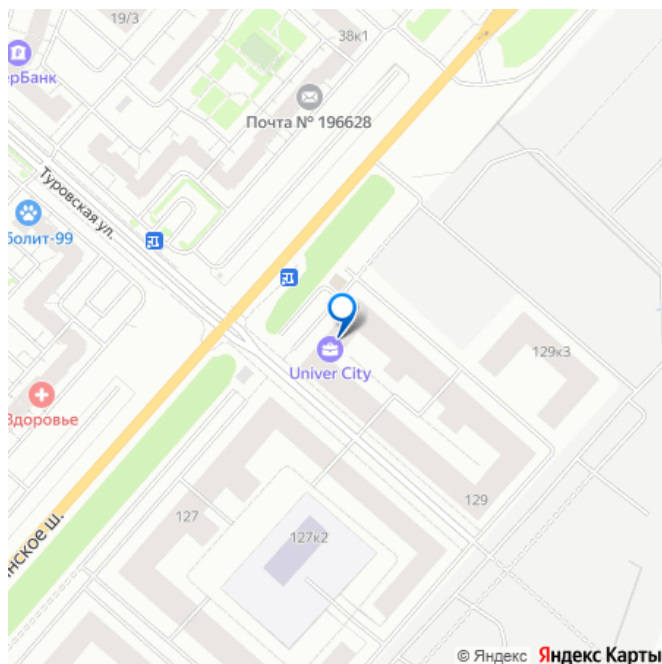 19/3
38к1
ерБанк
Почта № 196628
Туровская ул.
болит-99
Univer City
129к3
Здоровье
129
127
127к2
нское ш.
© Яндекс Яндекс Карты